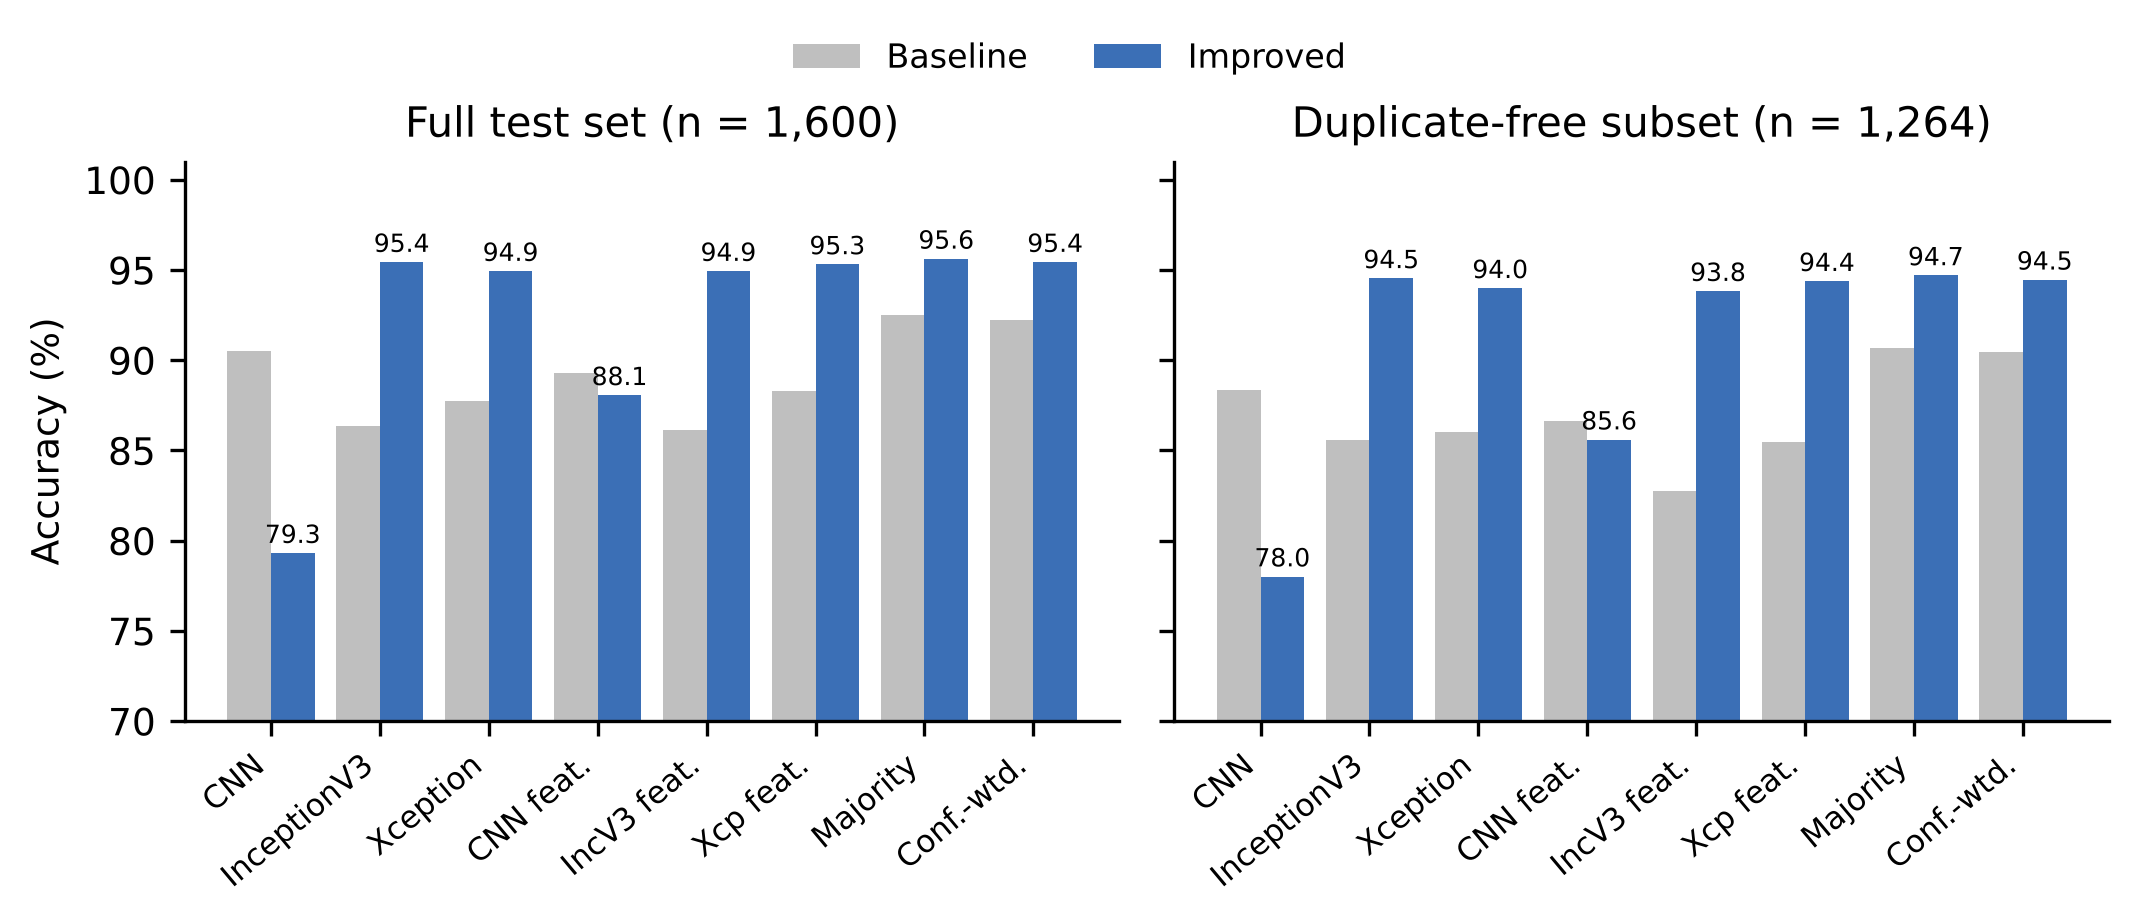 Baseline Improved
Full test set (n = 1,600)
Duplicate-free subset (n = 1,264)
Accuracy (%)
100
95
90
85
80
75
70
79.3
95.4
94.9
88.1
94.9
95.3
95.6
95.4
CNN
InceptionV3
Xception
CNN feat.
IncV3 feat.
Xcp feat.
Majority
Conf.-wtd.
78.0
94.5
94.0
85.6
93.8
94.4
94.7
94.5
CNN
InceptionV3
Xception
CNN feat.
IncV3 feat.
Xcp feat.
Majority
Conf.-wtd.